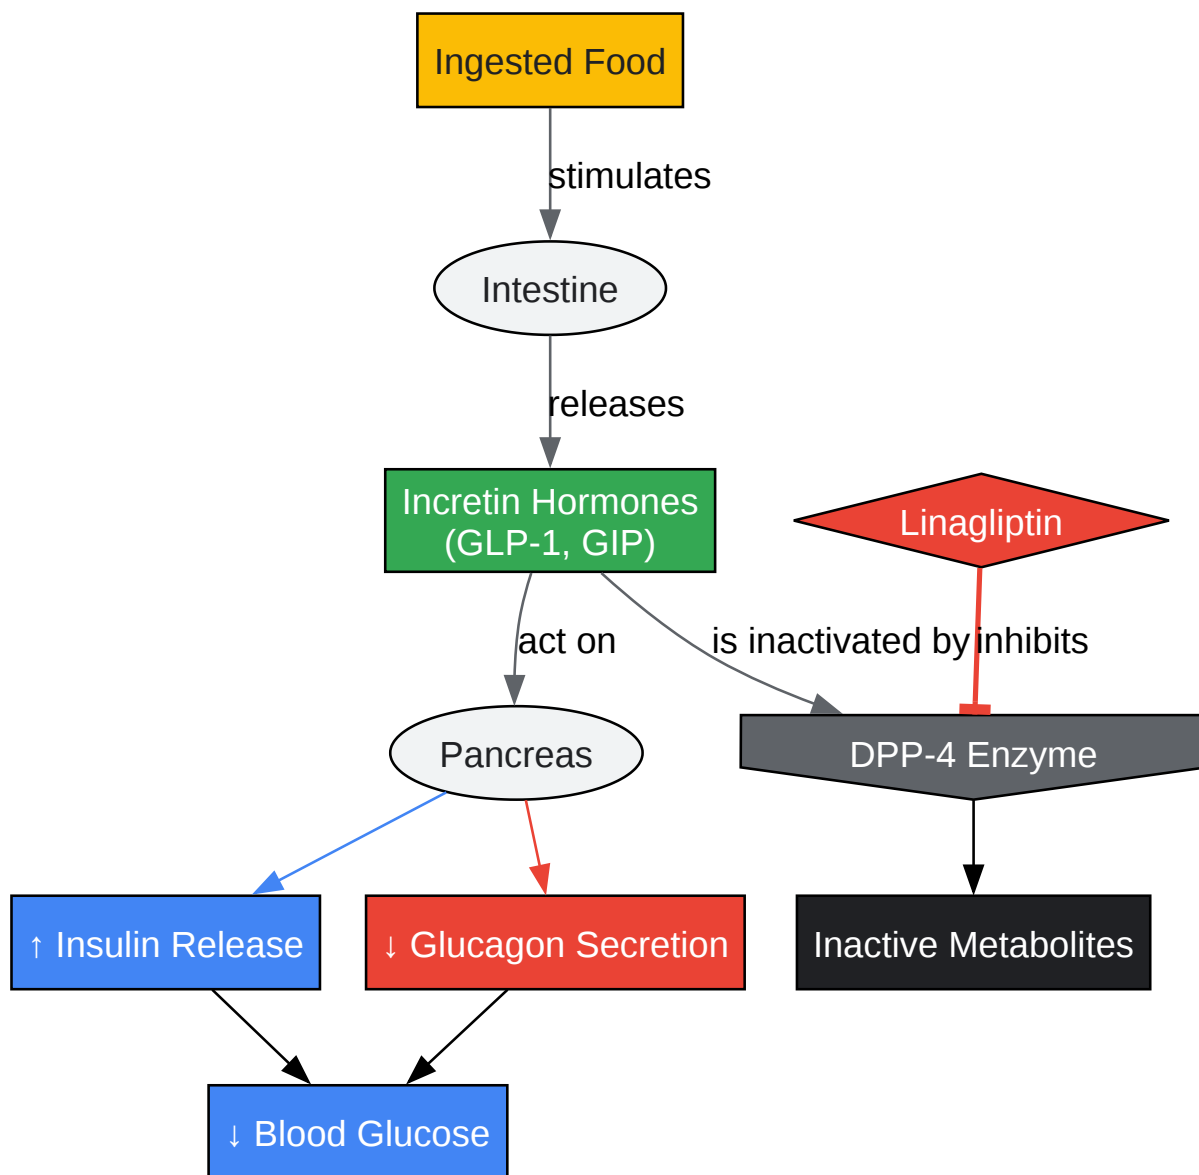 Ingested Food
stimulates
Intestine
releases
Incretin Hormones
(GLP-1, GIP)
Linagliptin
act on
is inactivated by
inhibits
Pancreas
DPP-4 Enzyme
↑ Insulin Release
↓ Glucagon Secretion
Inactive Metabolites
↓ Blood Glucose